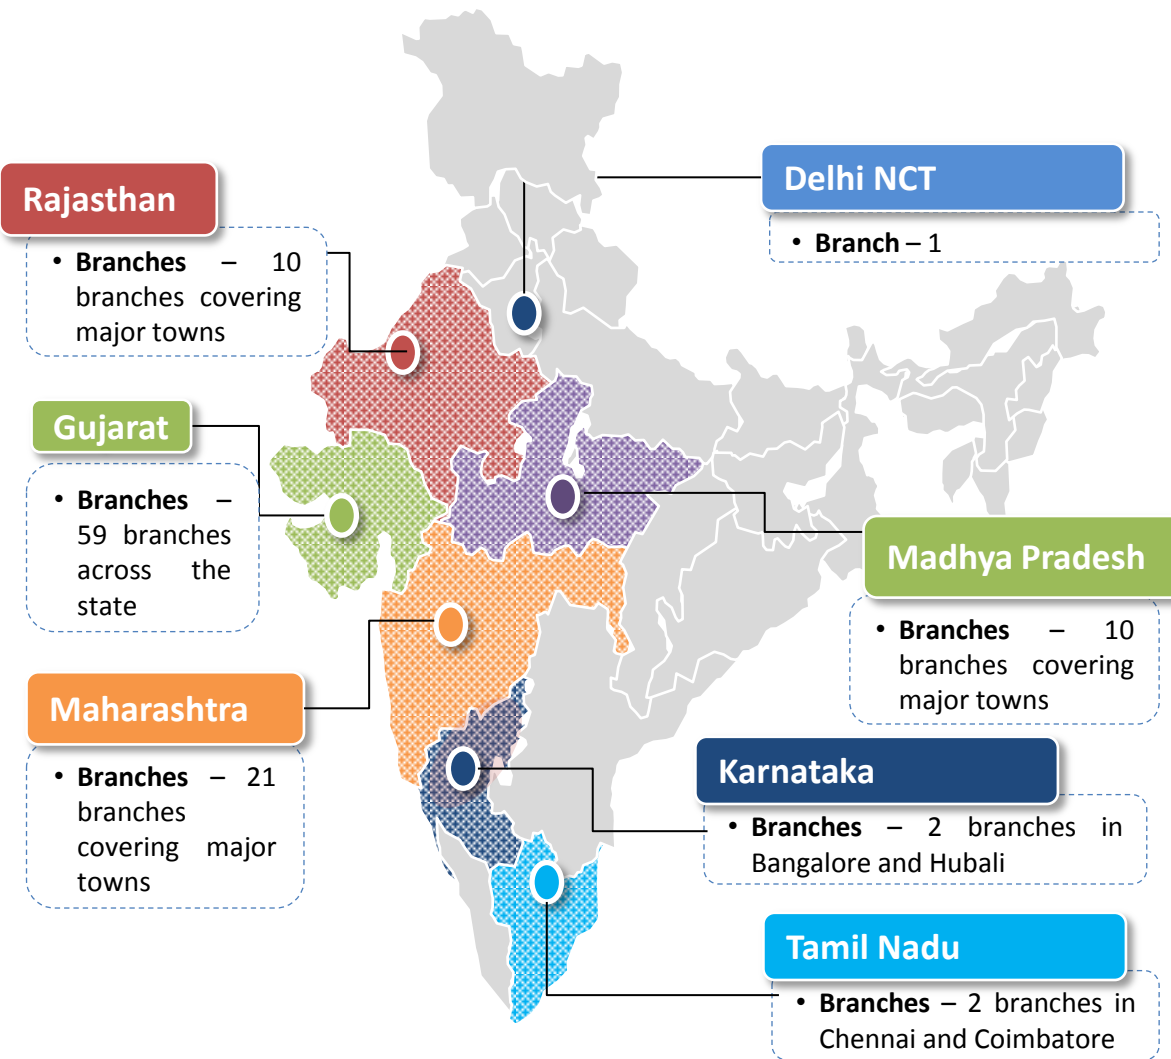 Rajasthan
• Branches – 10
branches covering
major towns
Gujarat
• Branches –
59 branches
across the
state
Maharashtra
• Branches – 21
branches
covering major
towns
Delhi NCT
• Branch – 1
Madhya Pradesh
• Branches – 10
branches covering
major towns
Karnataka
• Branches – 2 branches in
Bangalore and Hubali
Tamil Nadu
• Branches – 2 branches in
Chennai and Coimbatore